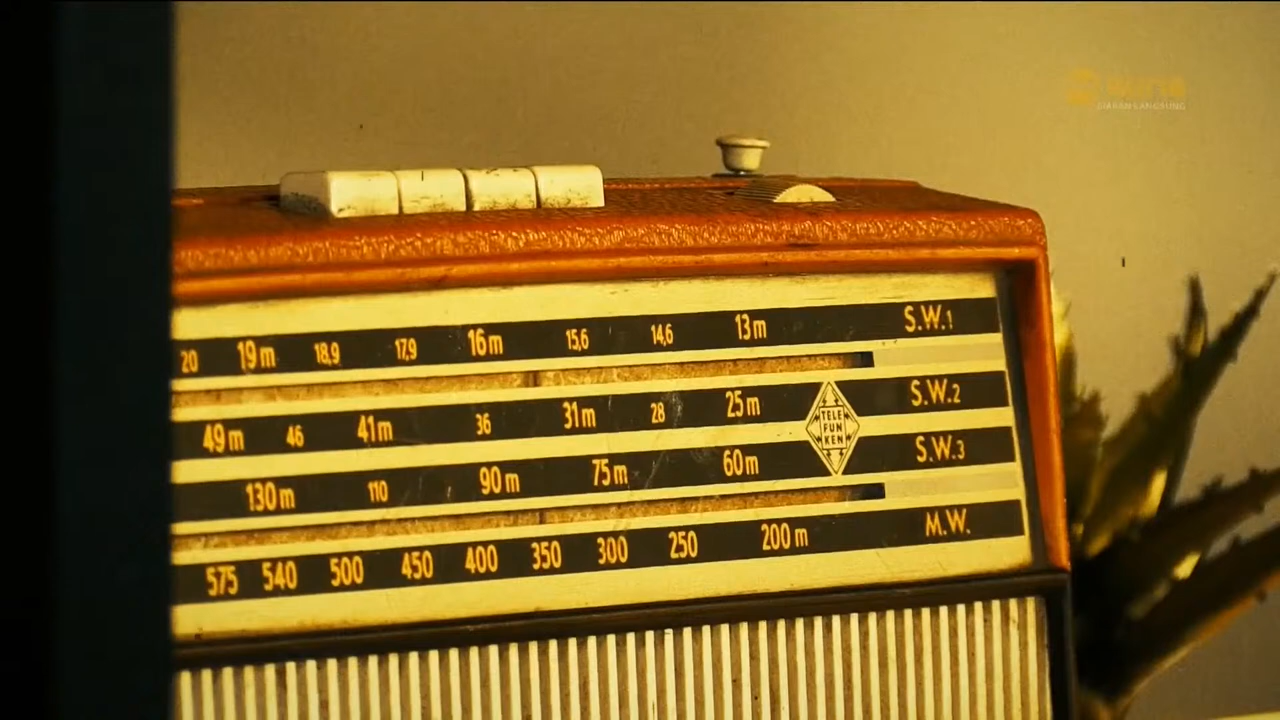 SIARAN LANGSUNG
20 19m 18,9 17,9 16m 15,6 14,6 13m S.W.1
49m 46 41m 36 31m 28 25m S.W.2
TELE
FUN
KEN
130m 110 90m 75m 60m S.W.3
575 540 500 450 400 350 300 250 200m M.W.